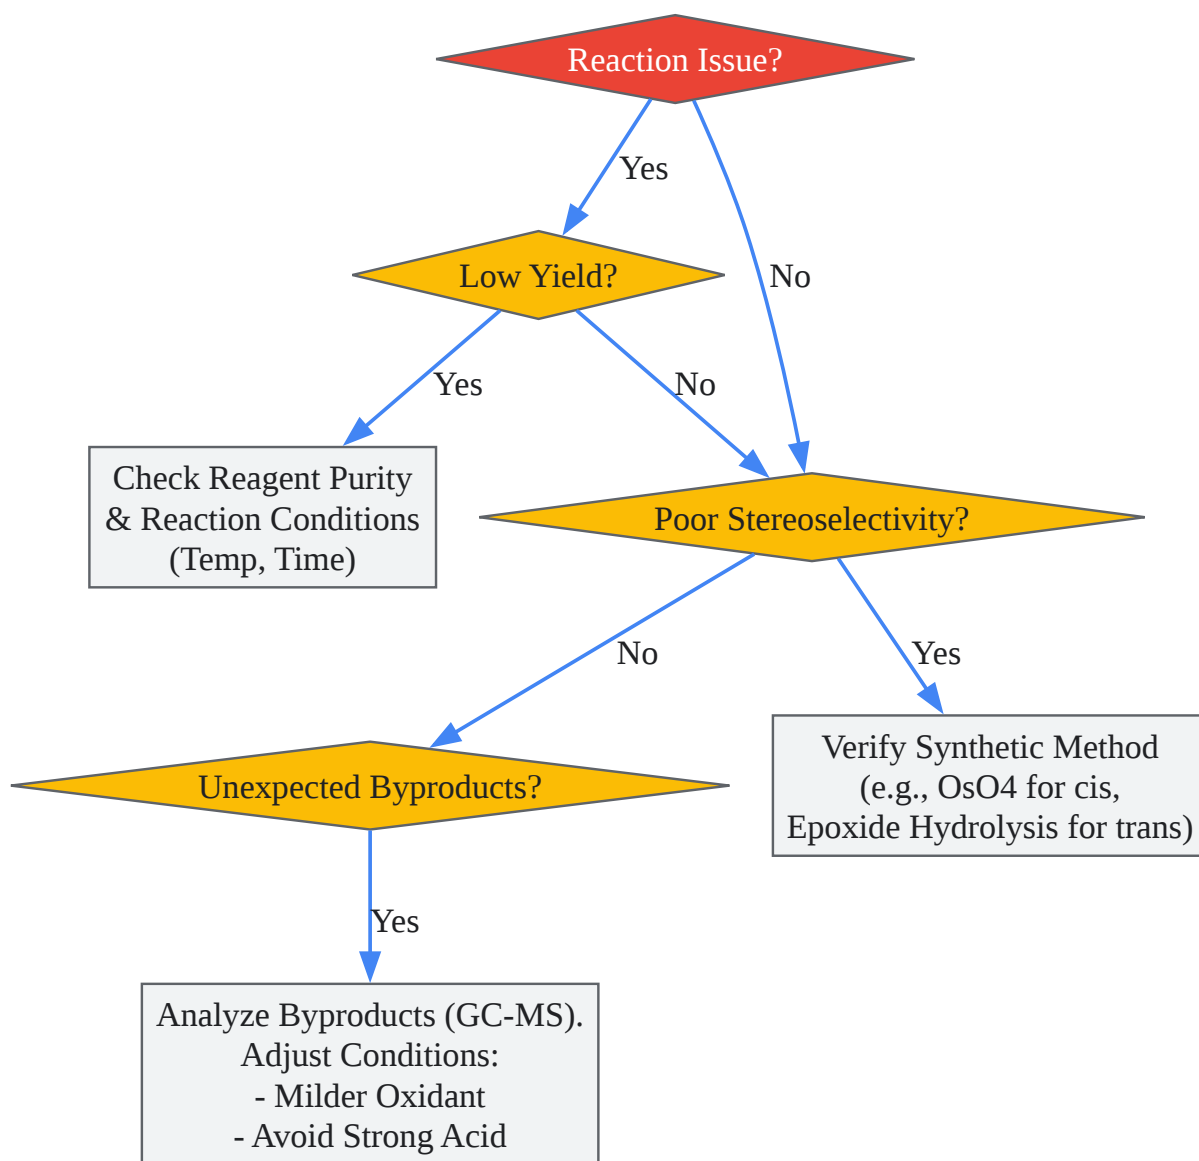 Reaction Issue?
Yes
No
Low Yield?
Yes
No
Check Reagent Purity
& Reaction Conditions
(Temp, Time)
Poor Stereoselectivity?
No
Yes
Verify Synthetic Method
(e.g., OsO4 for cis,
Epoxide Hydrolysis for trans)
Unexpected Byproducts?
Yes
Analyze Byproducts (GC-MS).
Adjust Conditions:
- Milder Oxidant
- Avoid Strong Acid